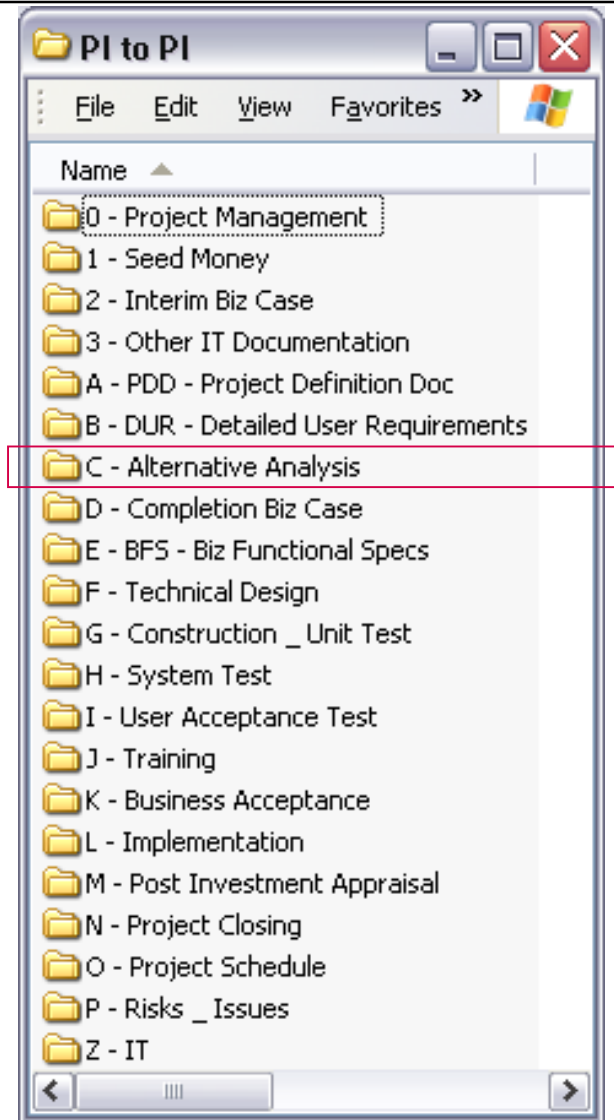 PI to PI
File Edit View Favorites »
Name
0 - Project Management
1 - Seed Money
2 - Interim Biz Case
3 - Other IT Documentation
A - PDD - Project Definition Doc
B - DUR - Detailed User Requirements
C - Alternative Analysis
D - Completion Biz Case
E - BFS - Biz Functional Specs
F - Technical Design
G - Construction _ Unit Test
H - System Test
I - User Acceptance Test
J - Training
K - Business Acceptance
L - Implementation
M - Post Investment Appraisal
N - Project Closing
O - Project Schedule
P - Risks _ Issues
Z - IT